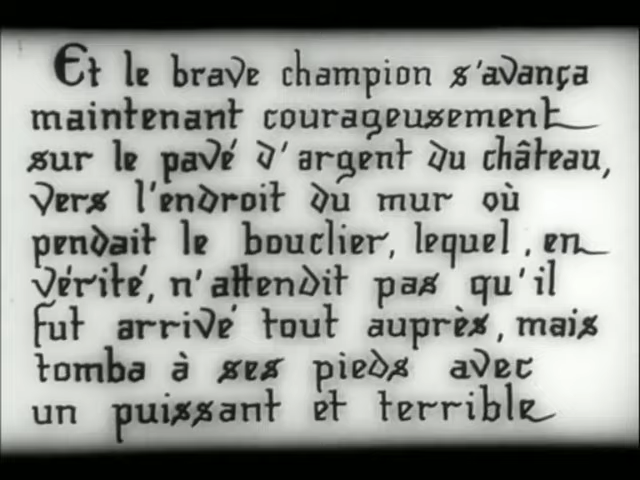 Et le brave champion s'avança
maintenant courageusement
sur le pavé d'argent du château,
vers l'endroit du mur où
pendait le bouclier, lequel, en
vérité, n'attendit pas qu'il
fut arrivé tout auprès, mais
tomba à ses pieds avec
un puissant et terrible